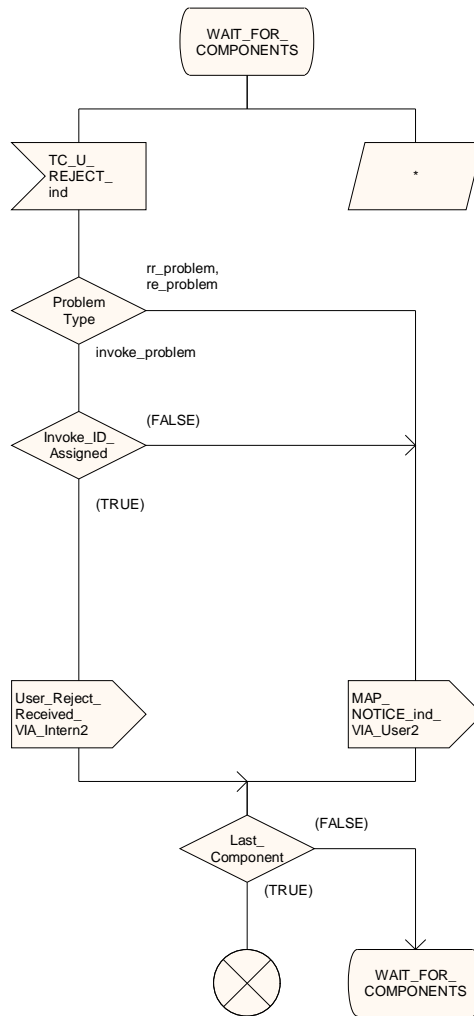 WAIT_FOR_
COMPONENTS
TC_U_
REJECT_
ind
*
rr_problem,
re_problem
Problem
Type
invoke_problem
(FALSE)
Invoke_ID_
Assigned
(TRUE)
User_Reject_
Received_
VIA_Intern2
MAP_
NOTICE_ind_
VIA_User2
(FALSE)
Last_
Component
(TRUE)
WAIT_FOR_
COMPONENTS